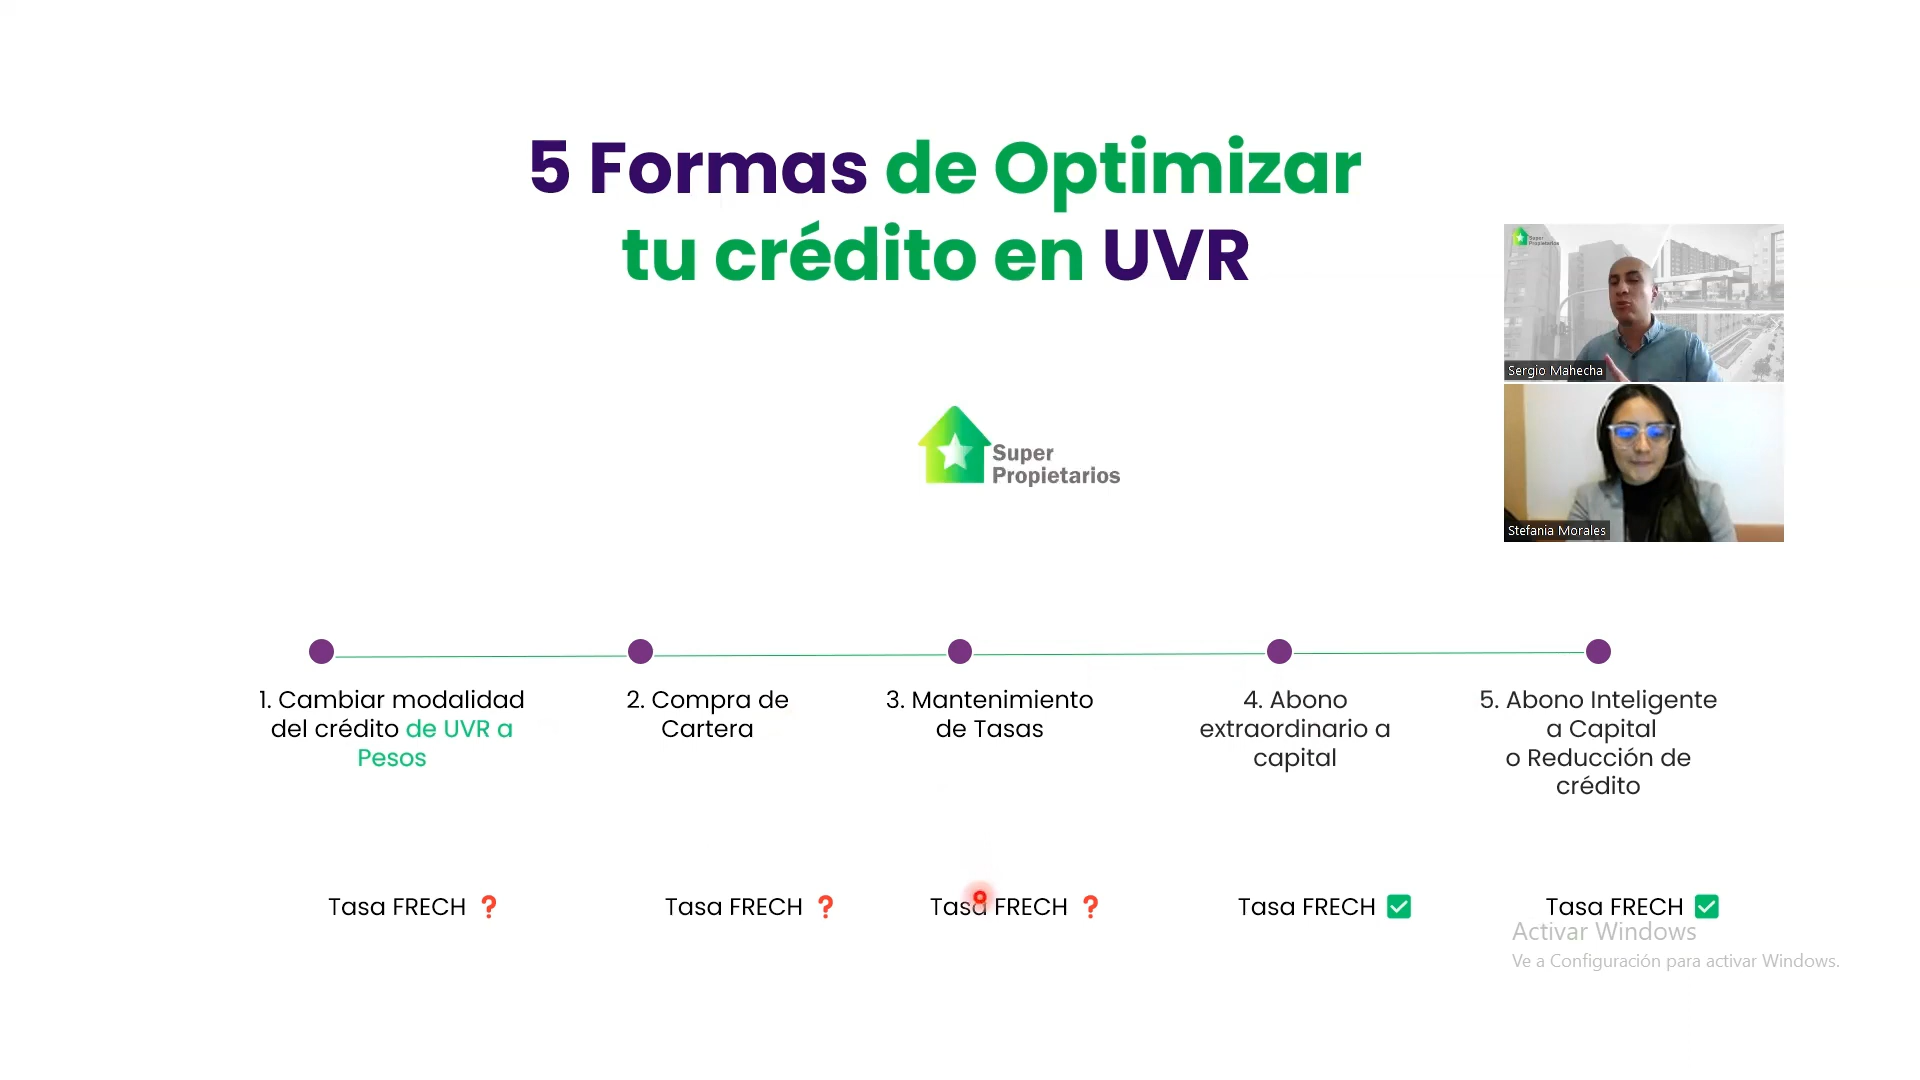 5 Formas de Optimizar
tu crédito en UVR
Super
Propietarios
Sergio Mahecha
Super
Propietarios
Stefania Morales
1. Cambiar modalidad
del crédito de UVR a
Pesos
2. Compra de
Cartera
3. Mantenimiento
de Tasas
4. Abono
extraordinario a
capital
5. Abono Inteligente
a Capital
o Reducción de
crédito
Tasa FRECH ❓
Tasa FRECH ❓
Tasa FRECH ❓
Tasa FRECH ✅
Tasa FRECH ✅
Activar Windows
Ve a Configuración para activar Windows.